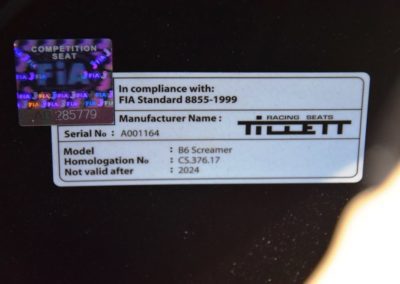 COMPETITION
SEAT
FIA
285779
In compliance with:
FIA Standard 8855-1999
Manufacturer Name :
RACING SEATS
TILLETT
Serial No : A001164
Model : B6 Screamer
Homologation No : CS.376.17
Not valid after : 2024